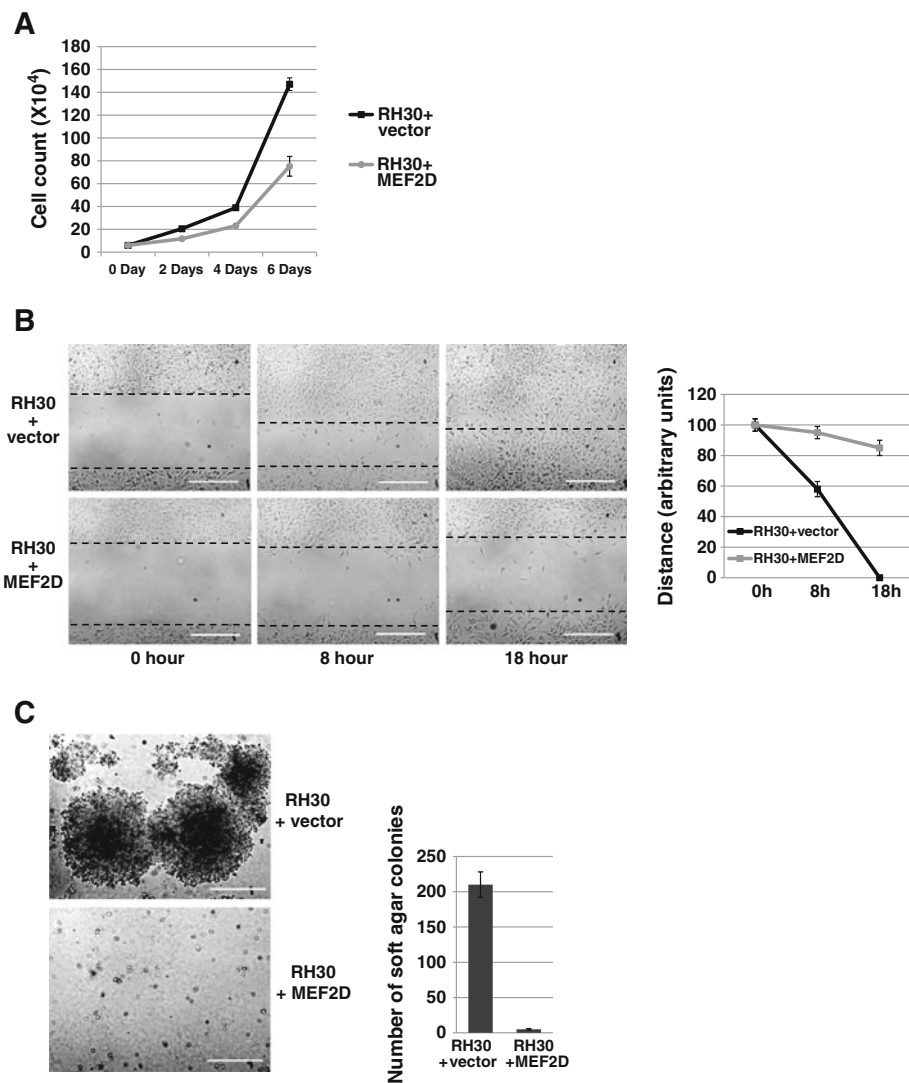 A
180
160
140
120
100
80
60
40
20
0
Cell count (X10⁴)
0 Day 2 Days 4 Days 6 Days
RH30+
vector
RH30+
MEF2D
B
RH30
+
vector
RH30
+
MEF2D
0 hour 8 hour 18 hour
Distance (arbitrary units)
120
100
80
60
40
20
0
RH30+vector
RH30+MEF2D
0h 8h 18h
C
RH30
+ vector
RH30
+ MEF2D
Number of soft agar colonies
250
200
150
100
50
0
RH30 RH30
+vector +MEF2D